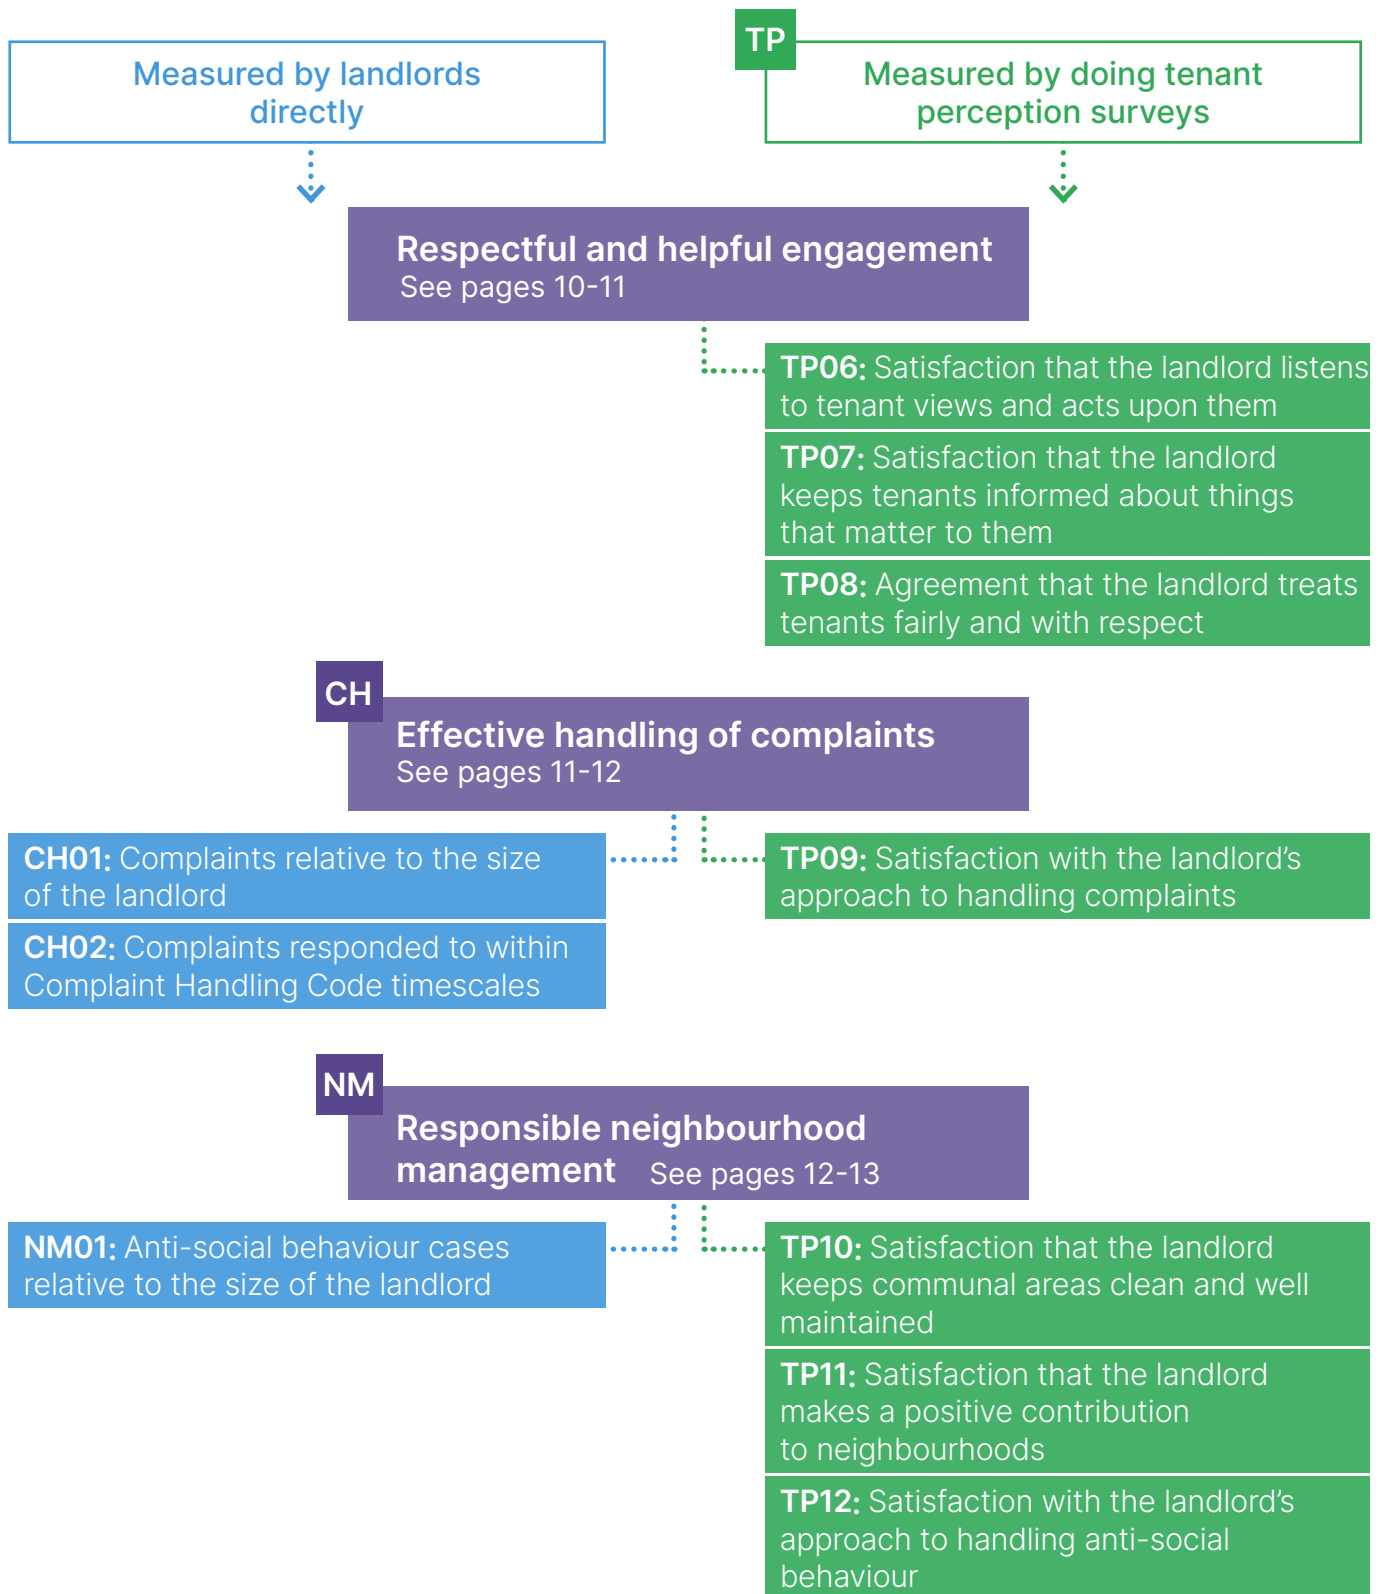 Measured by landlords
directly
TP
Measured by doing tenant
perception surveys
Respectful and helpful engagement
See pages 10-11
TP06: Satisfaction that the landlord listens
to tenant views and acts upon them
TP07: Satisfaction that the landlord
keeps tenants informed about things
that matter to them
TP08: Agreement that the landlord treats
tenants fairly and with respect
CH
Effective handling of complaints
See pages 11-12
CH01: Complaints relative to the size
of the landlord
CH02: Complaints responded to within
Complaint Handling Code timescales
TP09: Satisfaction with the landlord’s
approach to handling complaints
NM
Responsible neighbourhood
management See pages 12-13
NM01: Anti-social behaviour cases
relative to the size of the landlord
TP10: Satisfaction that the landlord
keeps communal areas clean and well
maintained
TP11: Satisfaction that the landlord
makes a positive contribution
to neighbourhoods
TP12: Satisfaction with the landlord’s
approach to handling anti-social
behaviour